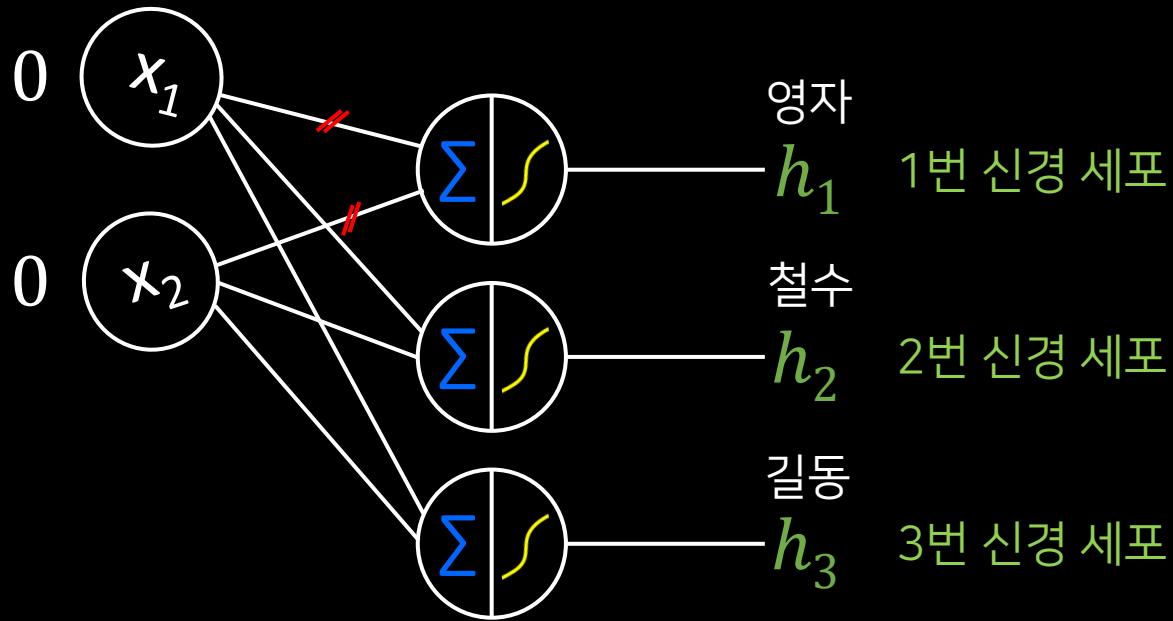 0 x₁
영자
∑ h₁ 1번 신경 세포
0 x₂
철수
∑ h₂ 2번 신경 세포
길동
∑ h₃ 3번 신경 세포